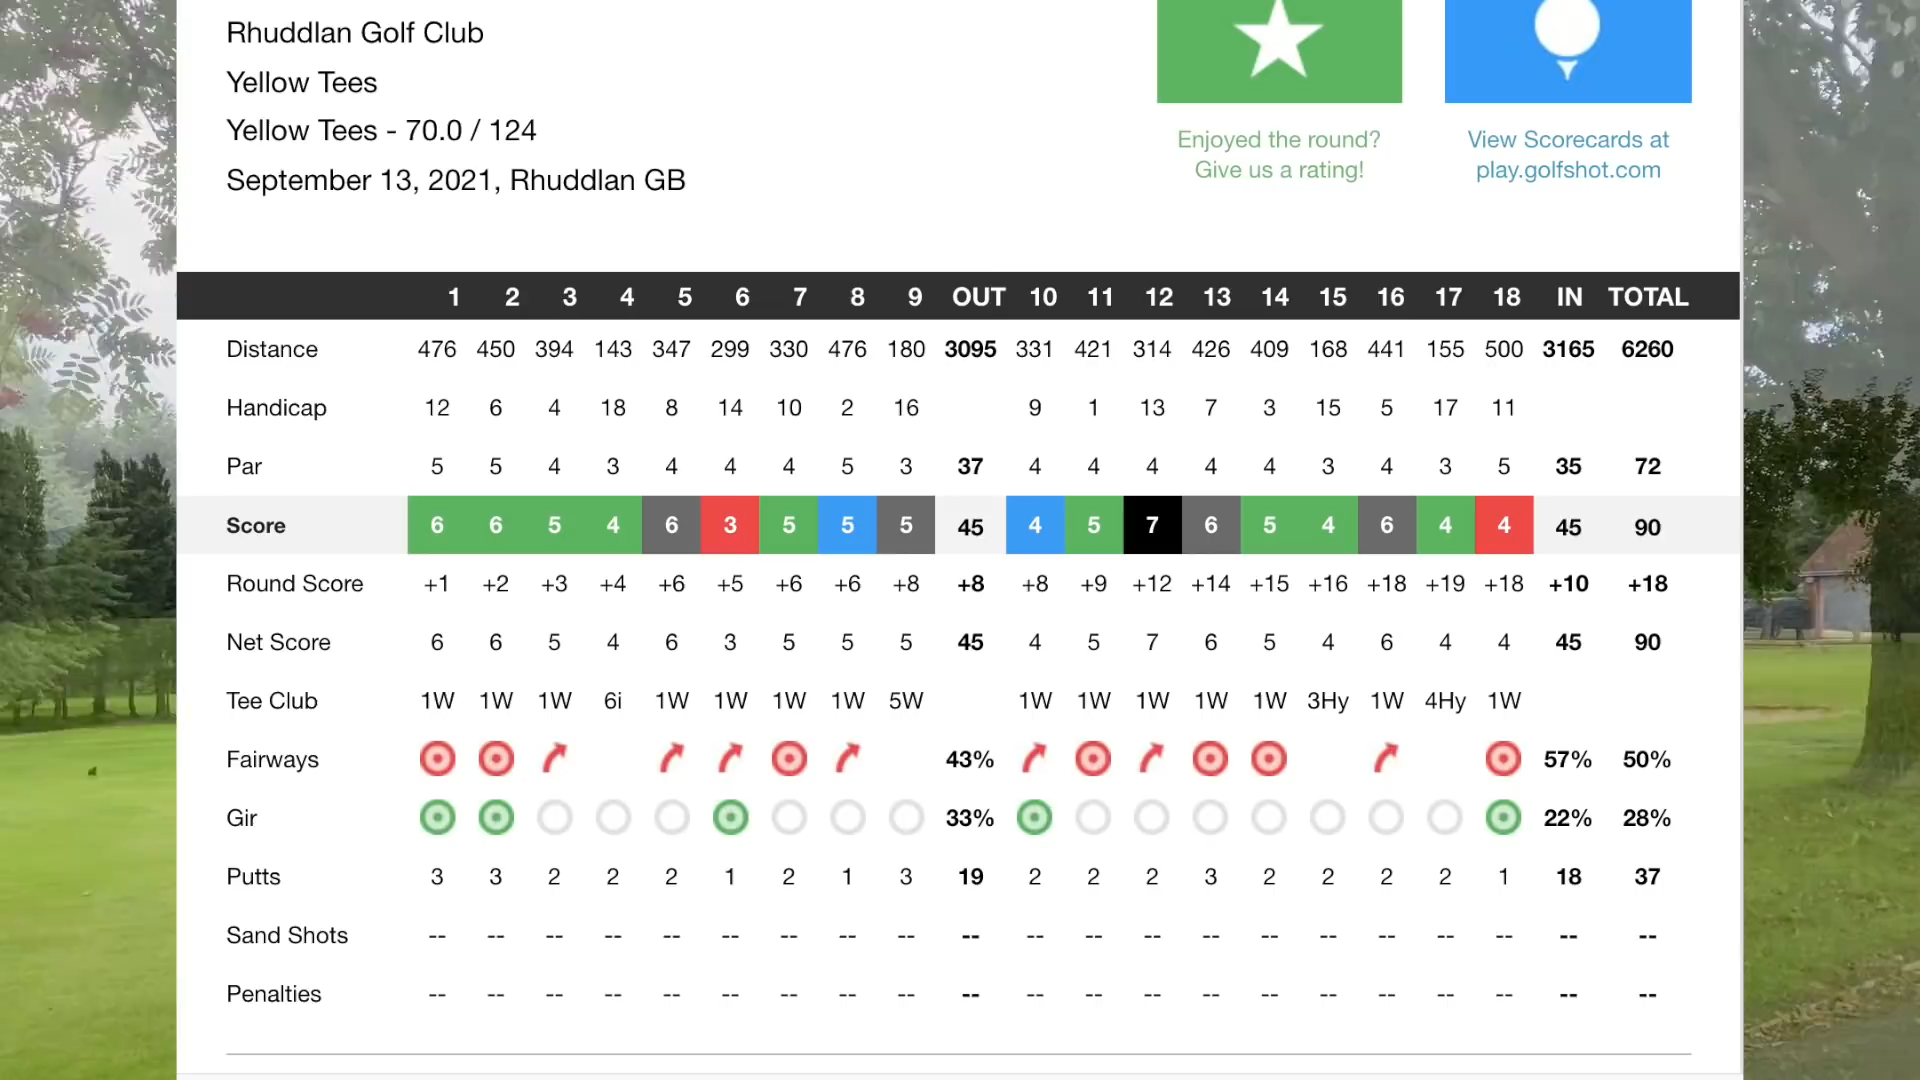 Rhuddlan Golf Club
Yellow Tees
Yellow Tees - 70.0 / 124
September 13, 2021, Rhuddlan GB
Enjoyed the round?
Give us a rating!
View Scorecards at
play.golfshot.com
1 2 3 4 5 6 7 8 9 OUT 10 11 12 13 14 15 16 17 18 IN TOTAL
Distance 476 450 394 143 347 299 330 476 180 3095 331 421 314 426 409 168 441 155 500 3165 6260
Handicap 12 6 4 18 8 14 10 2 16 9 1 13 7 3 15 5 17 11
Par 5 5 4 3 4 4 4 5 3 37 4 4 4 4 4 3 4 3 5 35 72
Score 6 6 5 4 6 3 5 5 5 45 4 5 7 6 5 4 6 4 4 45 90
Round Score +1 +2 +3 +4 +6 +5 +6 +6 +8 +8 +8 +9 +12 +14 +15 +16 +18 +19 +18 +10 +18
Net Score 6 6 5 4 6 3 5 5 5 45 4 5 7 6 5 4 6 4 4 45 90
Tee Club 1W 1W 1W 6i 1W 1W 1W 1W 5W 1W 1W 1W 1W 1W 3Hy 1W 4Hy 1W
Fairways 43% 57% 50%
Gir 33% 22% 28%
Putts 3 3 2 2 2 1 2 1 3 19 2 2 2 3 2 2 2 2 1 18 37
Sand Shots -- -- -- -- -- -- -- -- -- -- -- -- -- -- -- -- -- -- -- -- --
Penalties -- -- -- -- -- -- -- -- -- -- -- -- -- -- -- -- -- -- -- -- --